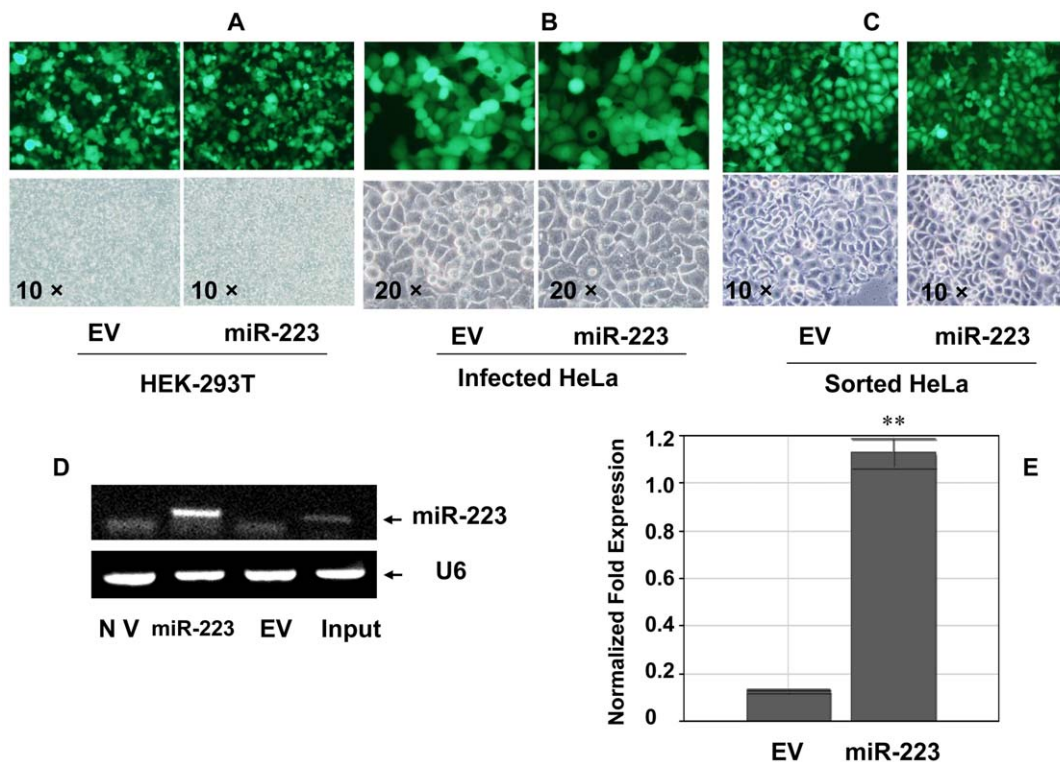 A B C
10 × 10 × 20 × 20 × 10 × 10 ×
EV miR-223 EV miR-223 EV miR-223
HEK-293T Infected HeLa Sorted HeLa
D
miR-223
U6
N V miR-223 EV Input
E
**
Normalized Fold Expression
1.2
1.0
0.8
0.6
0.4
0.2
0
EV miR-223